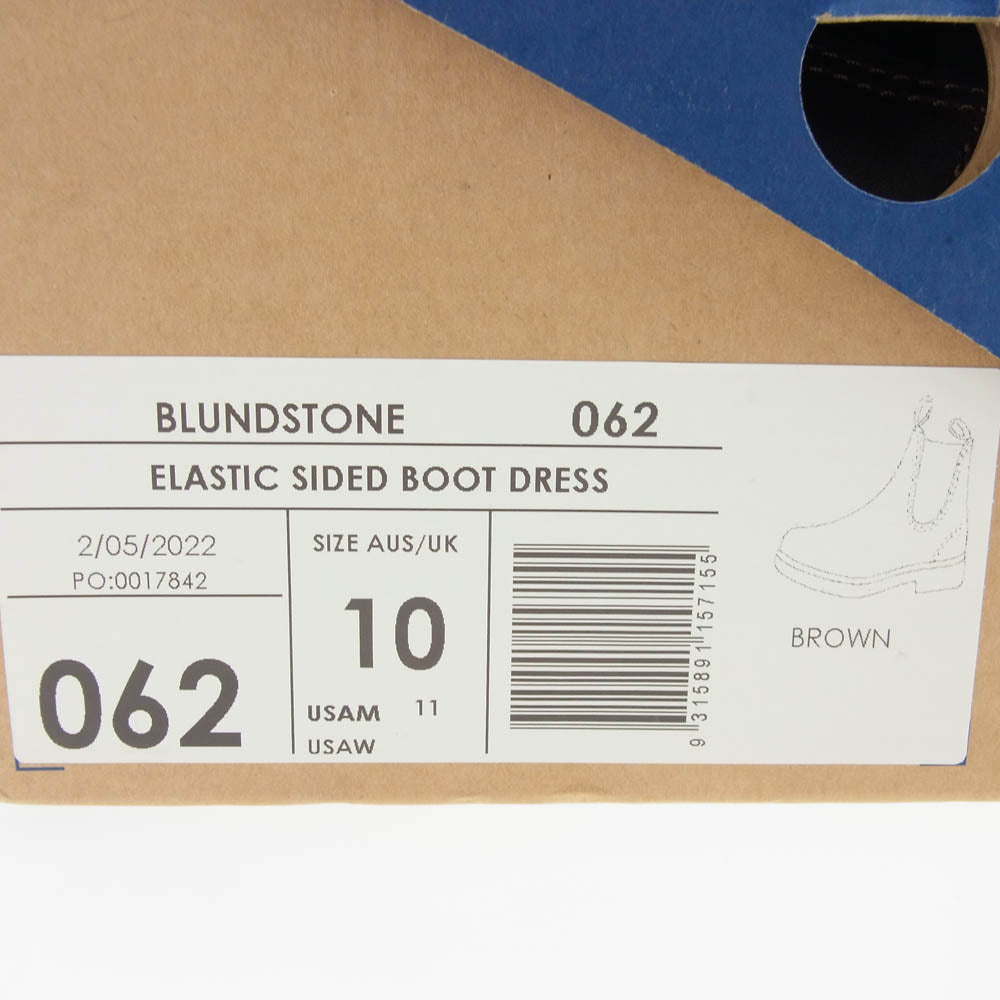 BLUNDSTONE 062
ELASTIC SIDED BOOT DRESS
2/05/2022
PO:0017842
062
SIZE AUS/UK
10
USAM 11
USAW
9 315891 157155
BROWN